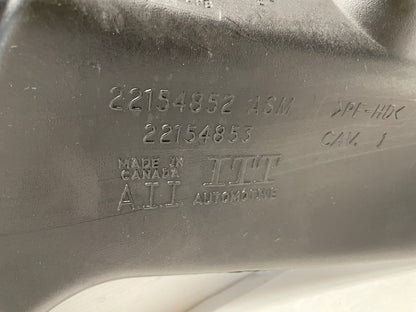 22154852 ASM
22154853
CAV. 1
MADE IN
CANADA
A.I.I.
ITT
AUTOMOTIVE